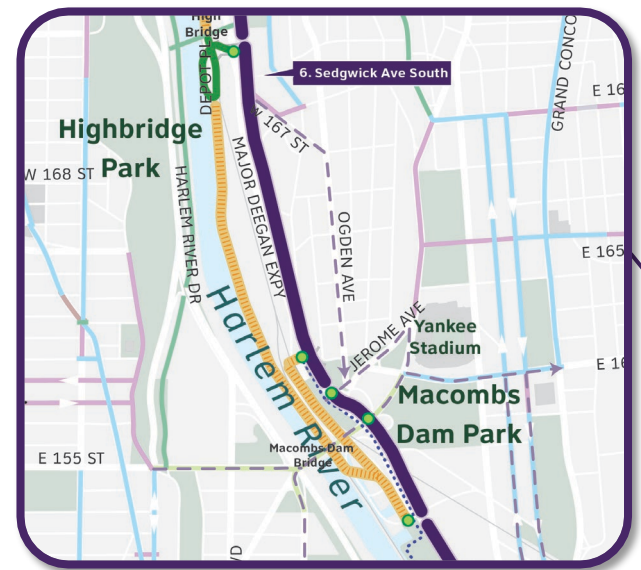 High
Bridge
DEPOT PL
6. Sedgwick Ave South
GRAND CONCO
E 16
W 167 ST
Highbridge
Park
W 168 ST
HARLEM RIVER DR
MAJOR DEEGAN EXPY
OGDEN AVE
E 165
Harlem River
JEROME AVE
Yankee
Stadium
E 16
Macombs
Dam Park
Macombs Dam
Bridge
E 155 ST
VD